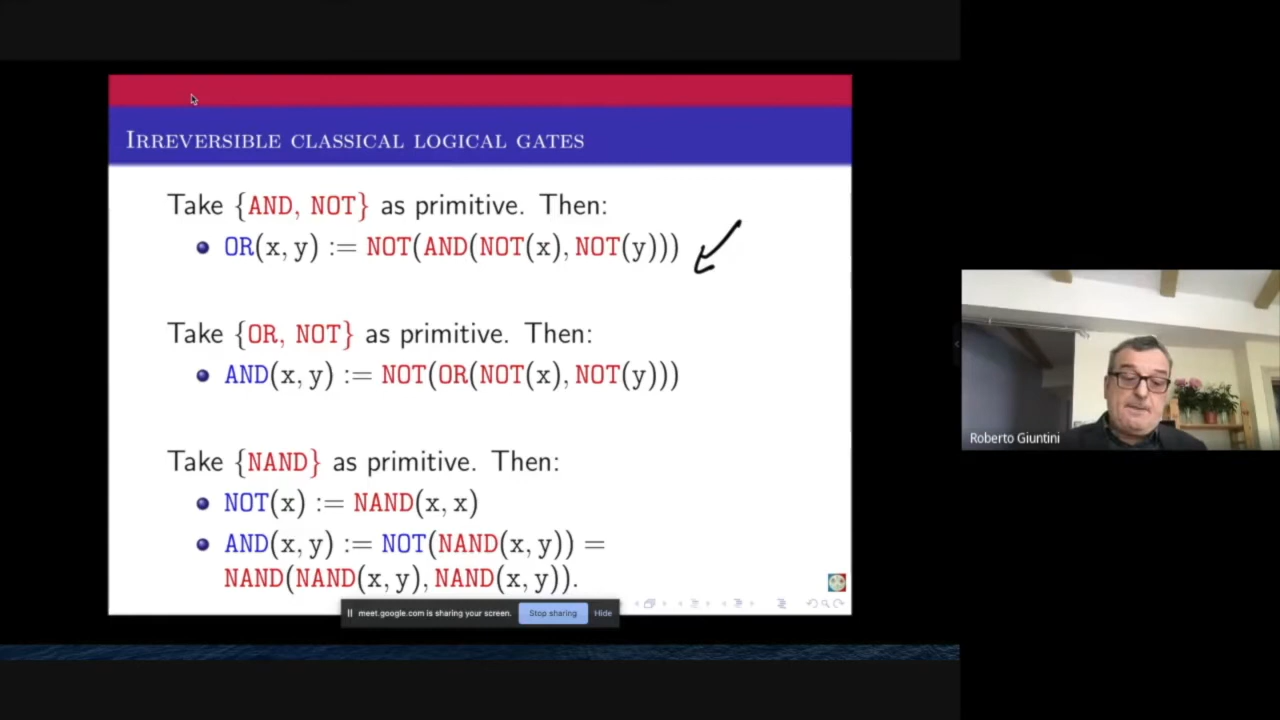 Irreversible classical logical gates
Take {AND, NOT} as primitive. Then:
OR(x, y) := NOT(AND(NOT(x), NOT(y)))
Take {OR, NOT} as primitive. Then:
AND(x, y) := NOT(OR(NOT(x), NOT(y)))
Take {NAND} as primitive. Then:
NOT(x) := NAND(x, x)
AND(x, y) := NOT(NAND(x, y)) =
NAND(NAND(x, y), NAND(x, y)).
meet.google.com is sharing your screen. Stop sharing Hide
Roberto Giuntini